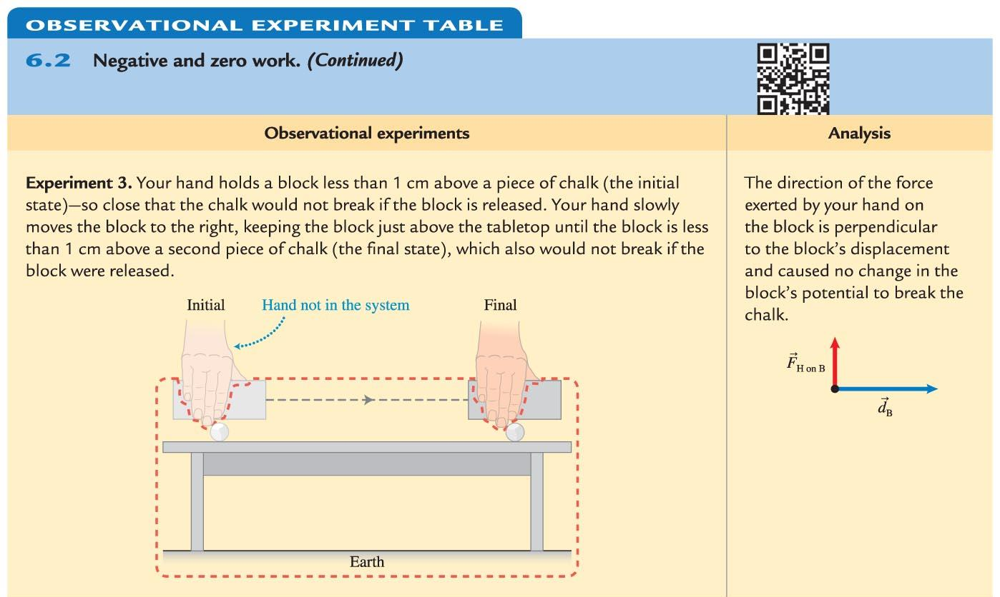 OBSERVATIONAL EXPERIMENT TABLE
6.2 Negative and zero work. (Continued)
Observational experiments
Analysis
Experiment 3. Your hand holds a block less than 1 cm above a piece of chalk (the initial
state)—so close that the chalk would not break if the block is released. Your hand slowly
moves the block to the right, keeping the block just above the tabletop until the block is less
than 1 cm above a second piece of chalk (the final state), which also would not break if the
block were released.
Initial
Hand not in the system
Final
Earth
The direction of the force
exerted by your hand on
the block is perpendicular
to the block's displacement
and caused no change in the
block's potential to break the
chalk.
F⃗ H on B
d⃗ B